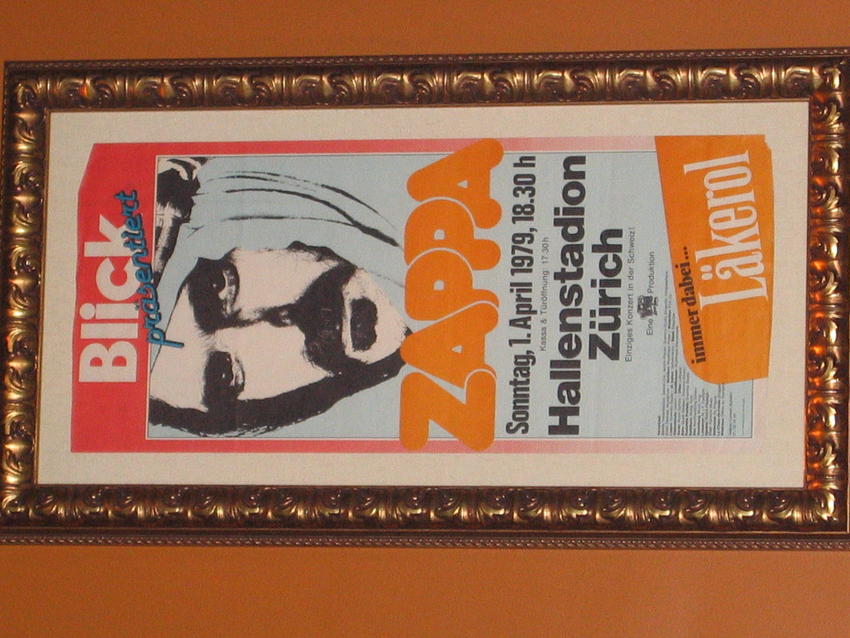 Blick
präsentiert
ZAPPA
Sonntag, 1. April 1979, 18.30 h
Kassa & Türöffnung: 17.30 h
Hallenstadion
Zürich
Einziges Konzert in der Schweiz!
Eine Produktion
immer dabei...
Läkerol